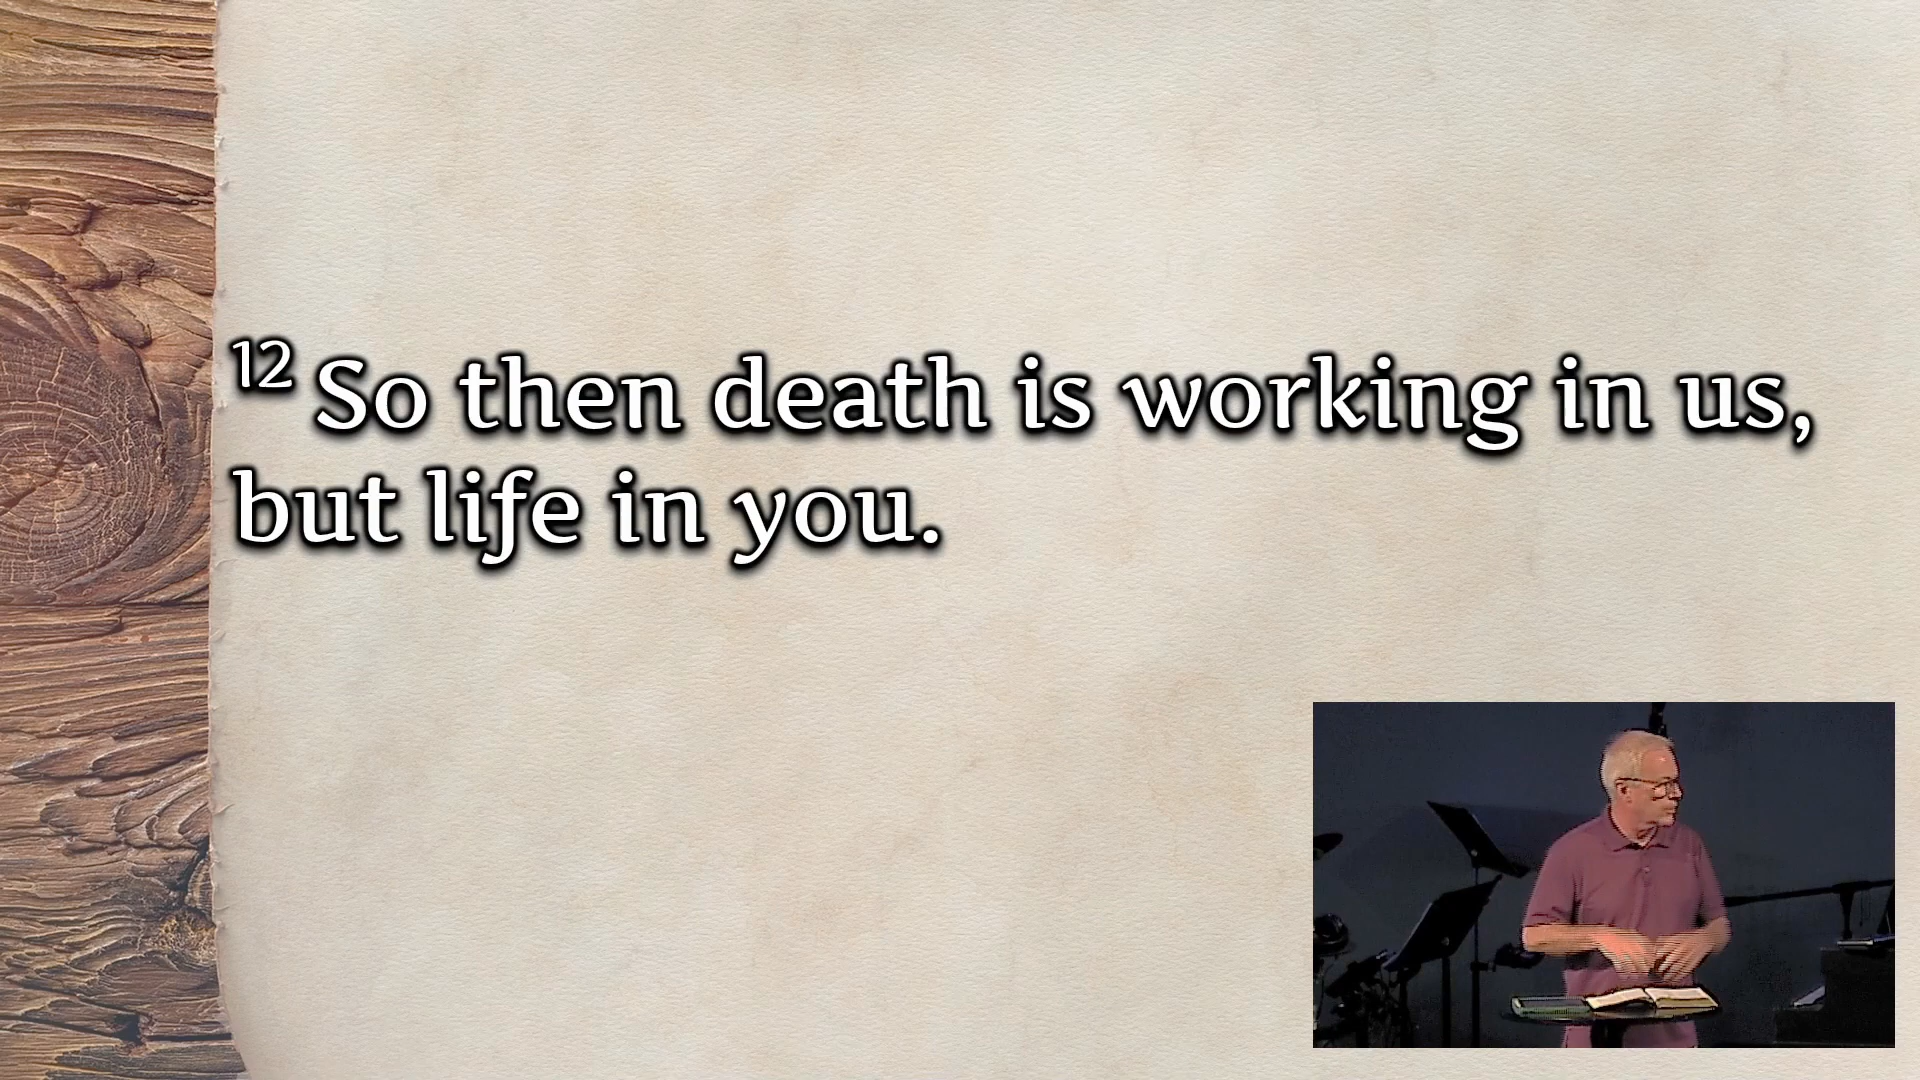 ¹² So then death is working in us,
but life in you.